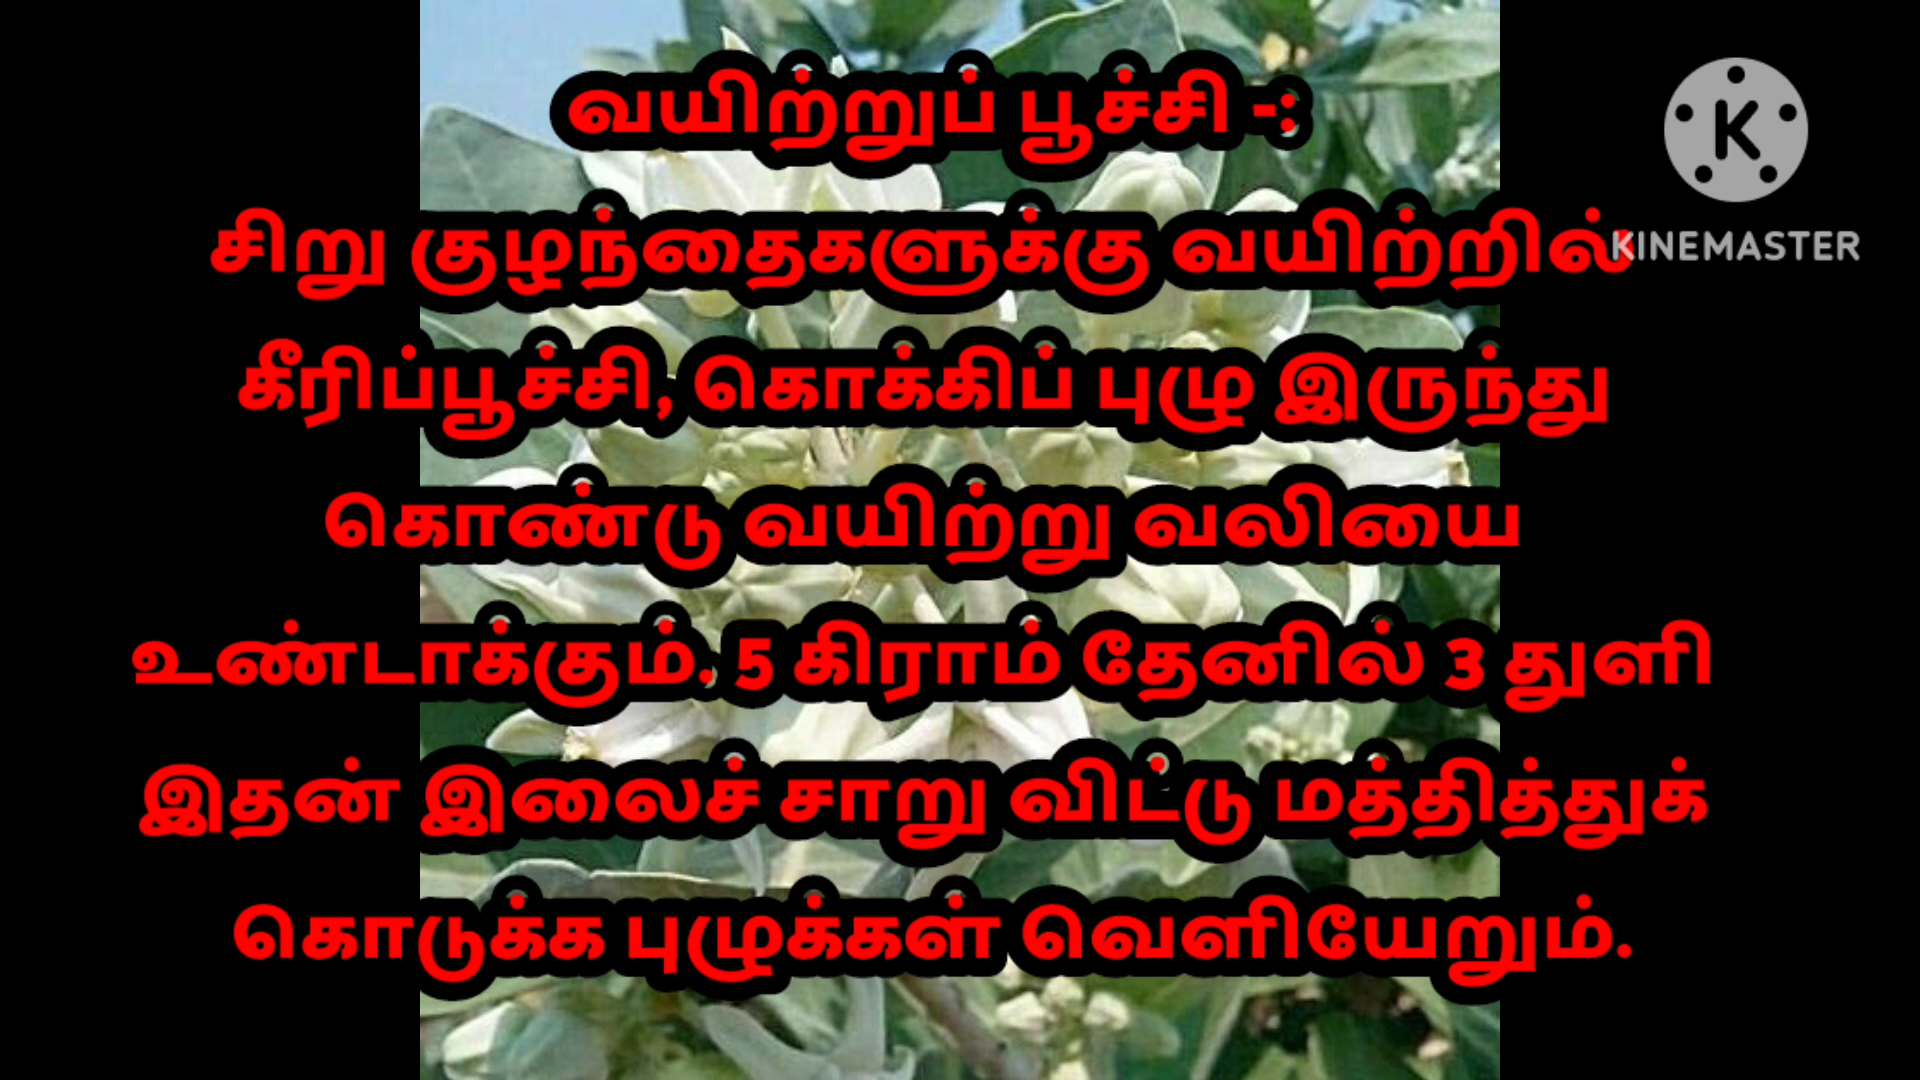 வயிற்றுப் பூச்சி -:
சிறு குழந்தைகளுக்கு வயிற்றில்
கீரிப்பூச்சி, கொக்கிப் புழு இருந்து
கொண்டு வயிற்று வலியை
உண்டாக்கும். 5 கிராம் தேனில் 3 துளி
இதன் இலைச் சாறு விட்டு மத்தித்துக்
கொடுக்க புழுக்கள் வெளியேறும்.
K
KINEMASTER